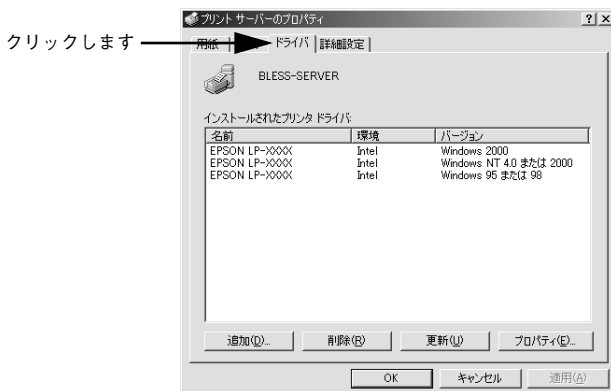 プリント サーバーのプロパティ
クリックします
用紙 ドライバ 詳細設定
BLESS-SERVER
インストールされたプリンタ ドライバ:
名前 環境 バージョン
EPSON LP-XXXX Intel Windows 2000
EPSON LP-XXXX Intel Windows NT 4.0 または 2000
EPSON LP-XXXX Intel Windows 95 または 98
追加(D)... 削除(R) 更新(U) プロパティ(E)...
OK キャンセル 適用(A)